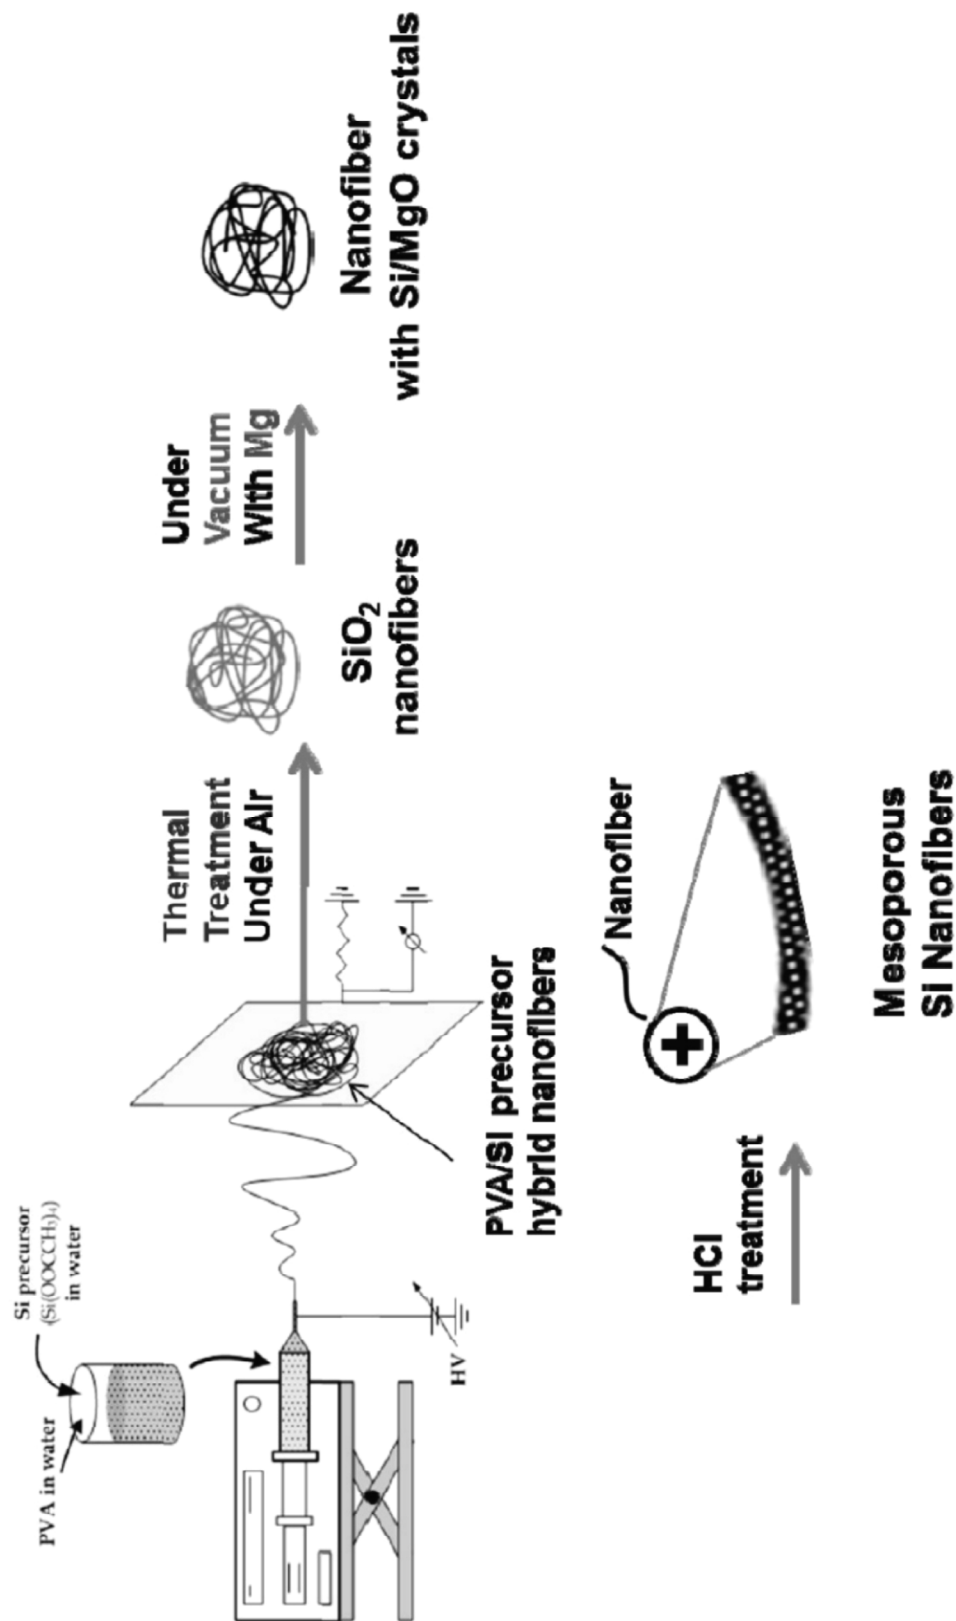 Si precursor
(Si(OOCCH₃)₄)
in water
PVA in water
HV
PVA/Si precursor
hybrid nanofibers
Thermal
Treatment
Under Air
SiO₂
nanofibers
Under
Vacuum
With Mg
Nanofiber
with Si/MgO crystals
HCl
treatment
Nanofiber
Mesoporous
Si Nanofibers